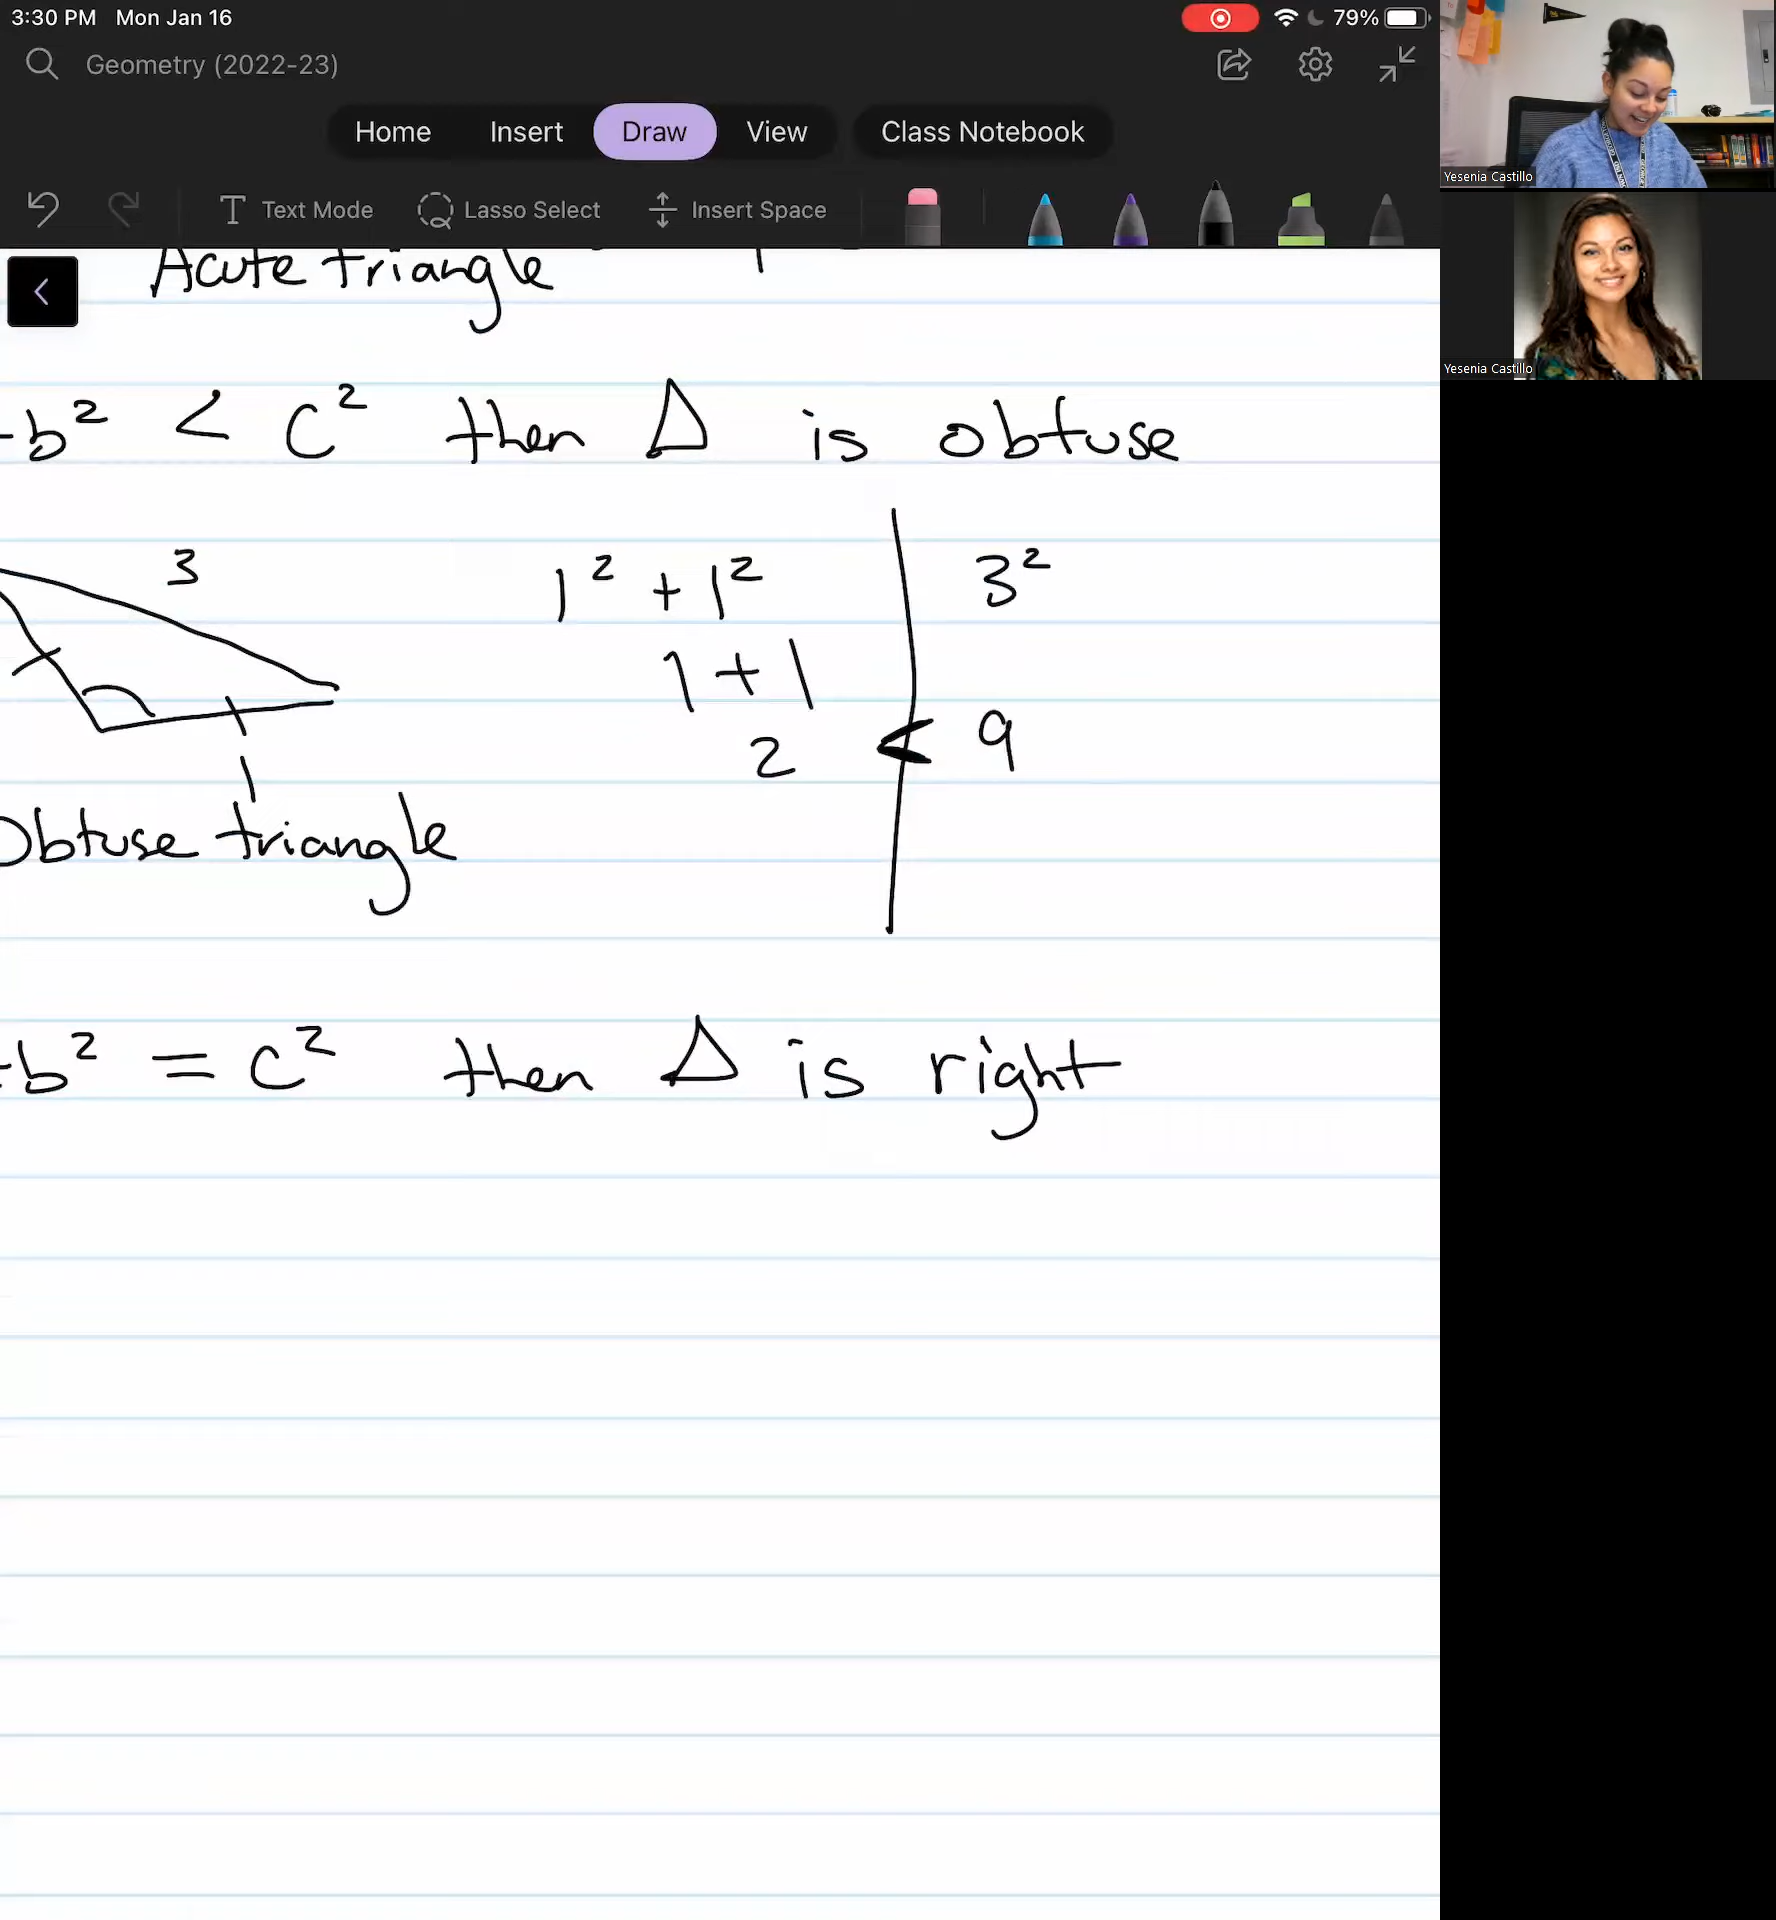 3:30 PM Mon Jan 16
79%
Geometry (2022-23)
Home Insert Draw View Class Notebook
Text Mode Lasso Select Insert Space
Yesenia Castillo
Yesenia Castillo
Acute triangle
b² < c² then △ is obtuse
3
1² + 1² 3²
1 + 1
2 < 9
1
Obtuse triangle
b² = c² then △ is right